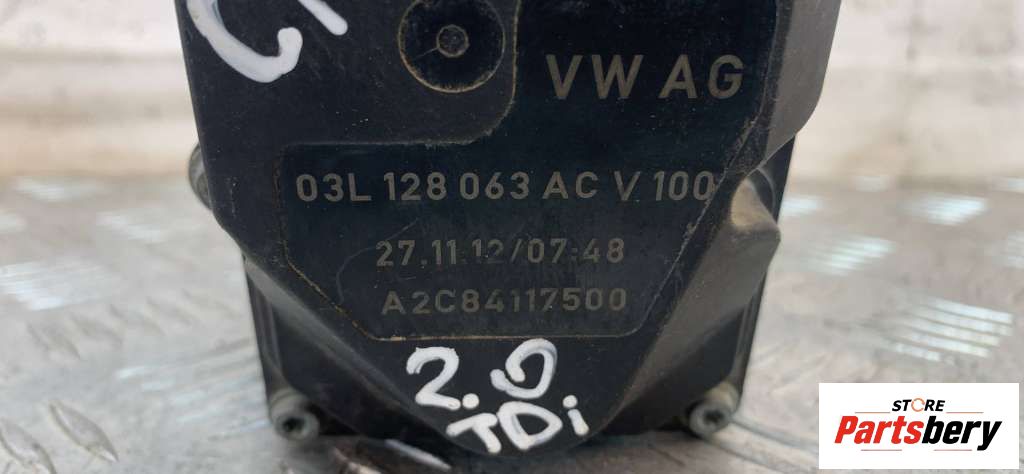 VW AG
03L 128 063 AC V 100
27.11.12/07:48
A2C84117500
2.0
TDi
STORE
Partsbery